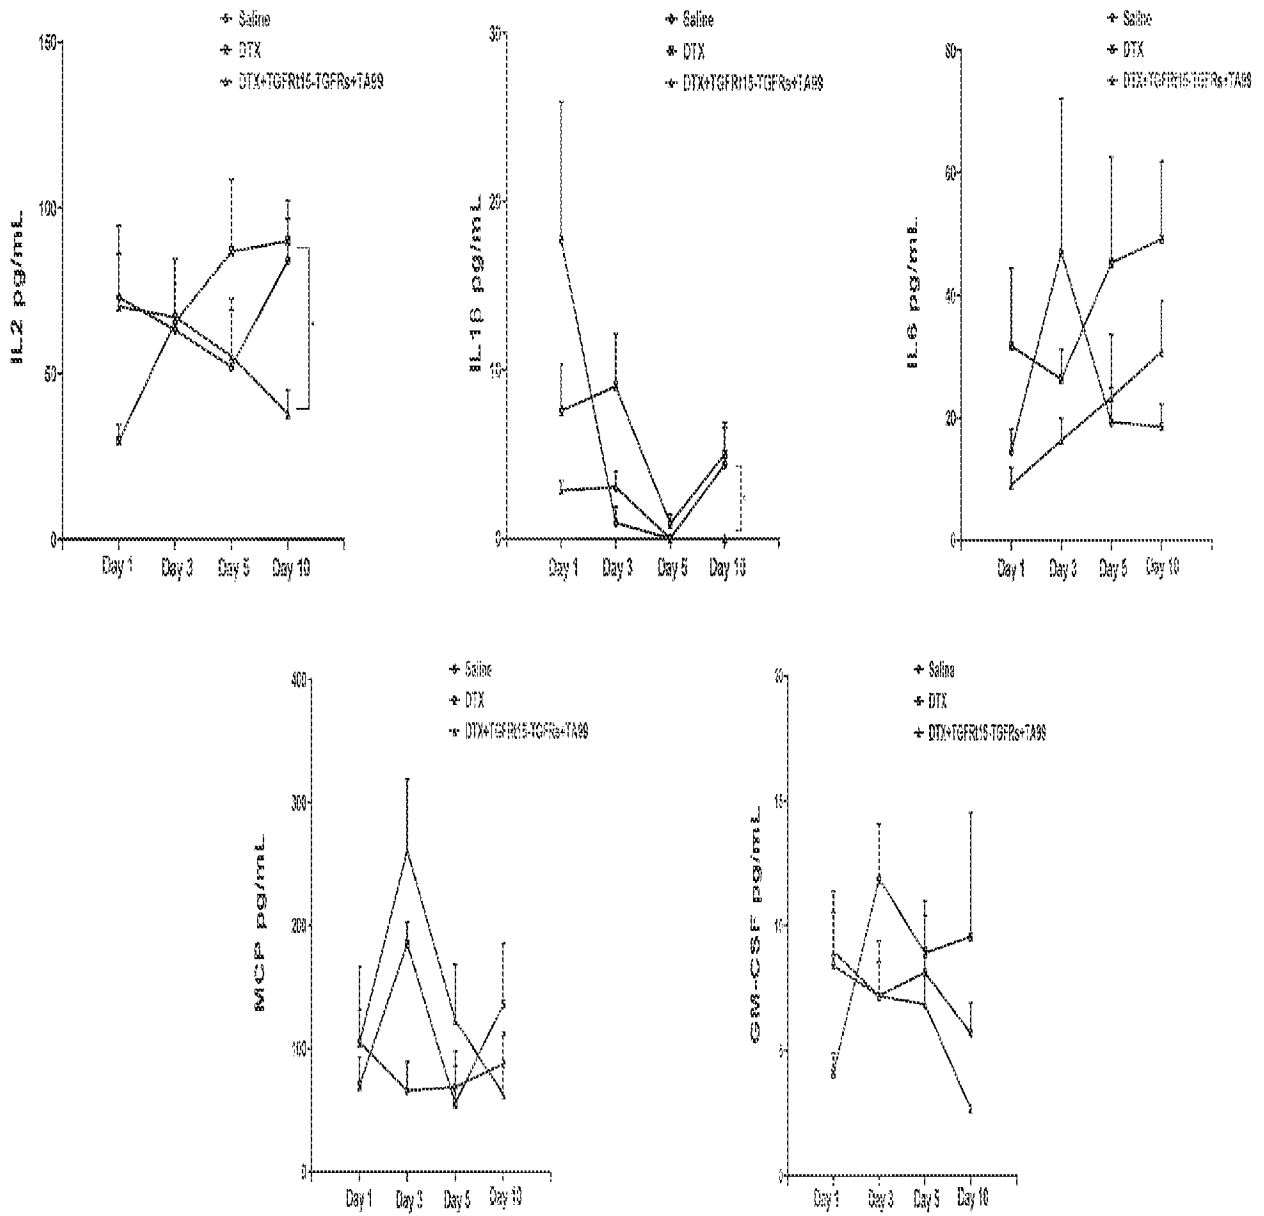 Saline
DTX
DTX+TGFRt15-TGFRs+TA99
150
100
50
0
IL2 pg/mL
Day 1
Day 3
Day 5
Day 10
Saline
DTX
DTX+TGFRt15-TGFRs+TA99
30
20
10
0
IL1β pg/mL
Day 1
Day 3
Day 5
Day 10
Saline
DTX
DTX+TGFRt15-TGFRs+TA99
80
60
40
20
0
IL6 pg/mL
Day 1
Day 3
Day 5
Day 10
Saline
DTX
DTX+TGFRt15-TGFRs+TA99
400
300
200
100
0
MCP pg/mL
Day 1
Day 3
Day 5
Day 10
Saline
DTX
DTX+TGFRt15-TGFRs+TA99
20
15
10
5
0
GM-CSF pg/mL
Day 1
Day 3
Day 5
Day 10